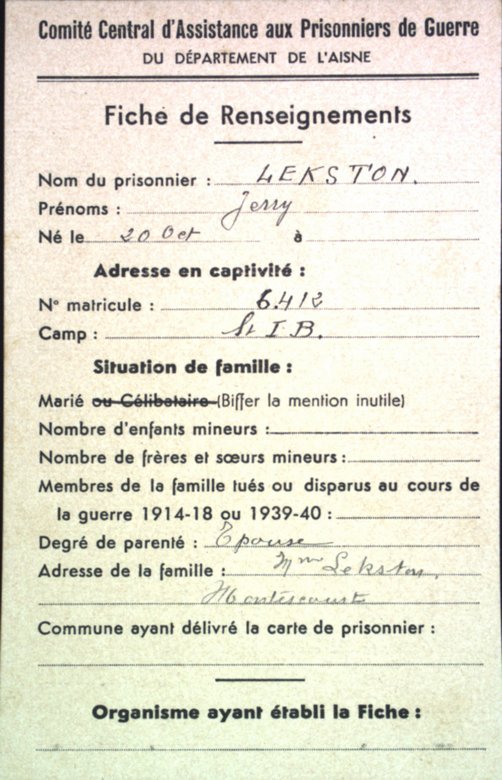 Comité Central d'Assistance aux Prisonniers de Guerre
DU DÉPARTEMENT DE L'AISNE
Fiche de Renseignements
Nom du prisonnier : LEKSTON.
Prénoms : Jerry
Né le 20 Oct à
Adresse en captivité :
N° matricule : 6.412
Camp : St I.B.
Situation de famille :
Marié ou Célibataire (Biffer la mention inutile)
Nombre d'enfants mineurs :
Nombre de frères et sœurs mineurs :
Membres de la famille tués ou disparus au cours de
la guerre 1914-18 ou 1939-40 :
Degré de parenté : Epouse
Adresse de la famille : Mme Lekston,
Montescourt
Commune ayant délivré la carte de prisonnier :
Organisme ayant établi la Fiche :